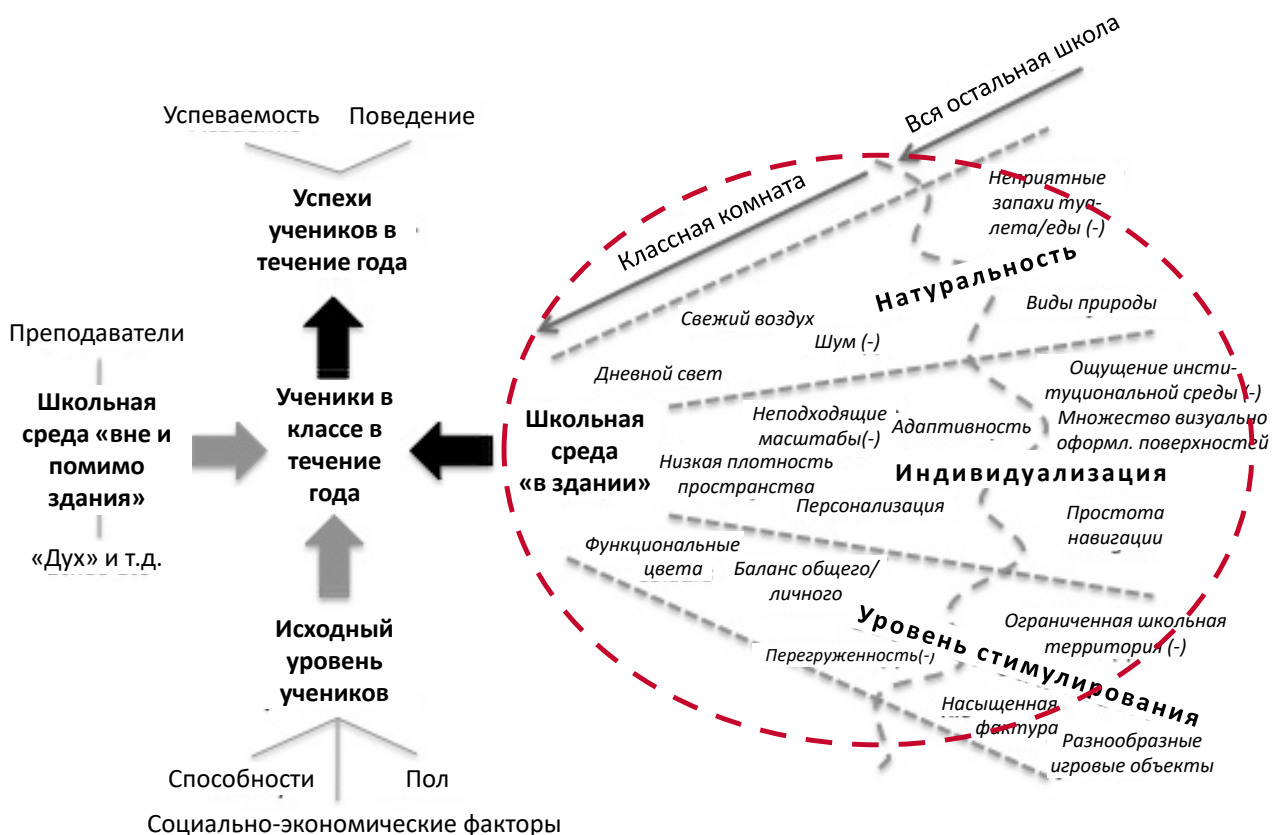 Вся остальная школа
Успеваемость
Поведение
Успехи
учеников в
течение года
Классная комната
Неприятные
запахи туа-
лета/еды (-)
Натуральность
Виды природы
Свежий воздух
Шум (-)
Дневной свет
Преподаватели
Школьная
среда «вне и
помимо
здания»
«Дух» и т.д.
Ученики в
классе в
течение
года
Школьная
среда
«в здании»
Ощущение инсти-
туциональной среды (-)
Множество визуально
оформл. поверхностей
Неподходящие
масштабы(-)
Адаптивность
Низкая плотность
пространства
Индивидуализация
Персонализация
Простота
навигации
Функциональные
цвета
Баланс общего/
личного
Уровень стимулирования
Ограниченная школьная
территория (-)
Перегруженность(-)
Насыщенная
фактура
Разнообразные
игровые объекты
Исходный
уровень
учеников
Способности
Пол
Социально-экономические факторы